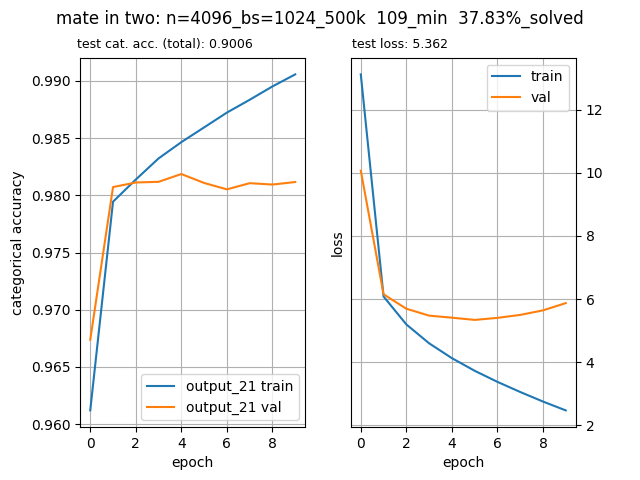 mate in two: n=4096_bs=1024_500k  109_min  37.83%_solved
test cat. acc. (total): 0.9006
0.990
0.985
0.980
0.975
0.970
0.965
0.960
categorical accuracy
output_21 train
output_21 val
0 2 4 6 8
epoch
test loss: 5.362
train
val
12
10
8
6
4
2
loss
0 2 4 6 8
epoch